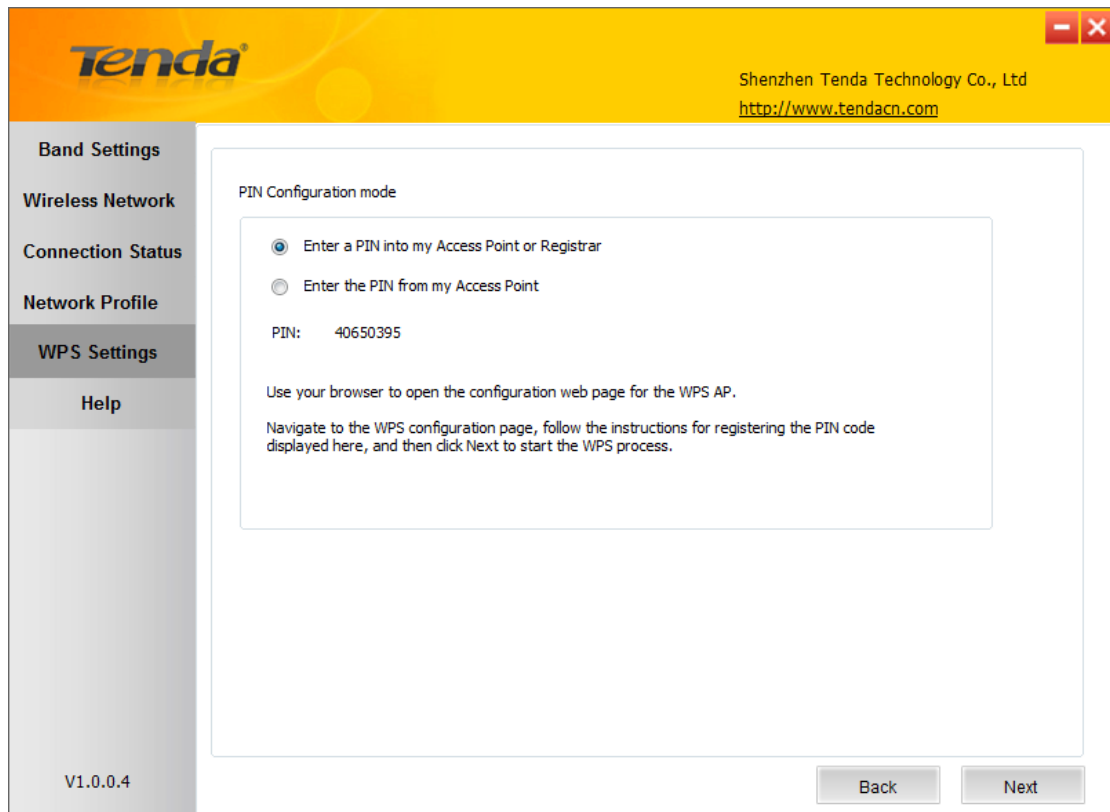 Tenda®
Shenzhen Tenda Technology Co., Ltd
http://www.tendacn.com
Band Settings
Wireless Network
Connection Status
Network Profile
WPS Settings
Help
V1.0.0.4
PIN Configuration mode
Enter a PIN into my Access Point or Registrar
Enter the PIN from my Access Point
PIN: 40650395
Use your browser to open the configuration web page for the WPS AP.
Navigate to the WPS configuration page, follow the instructions for registering the PIN code
displayed here, and then click Next to start the WPS process.
Back Next